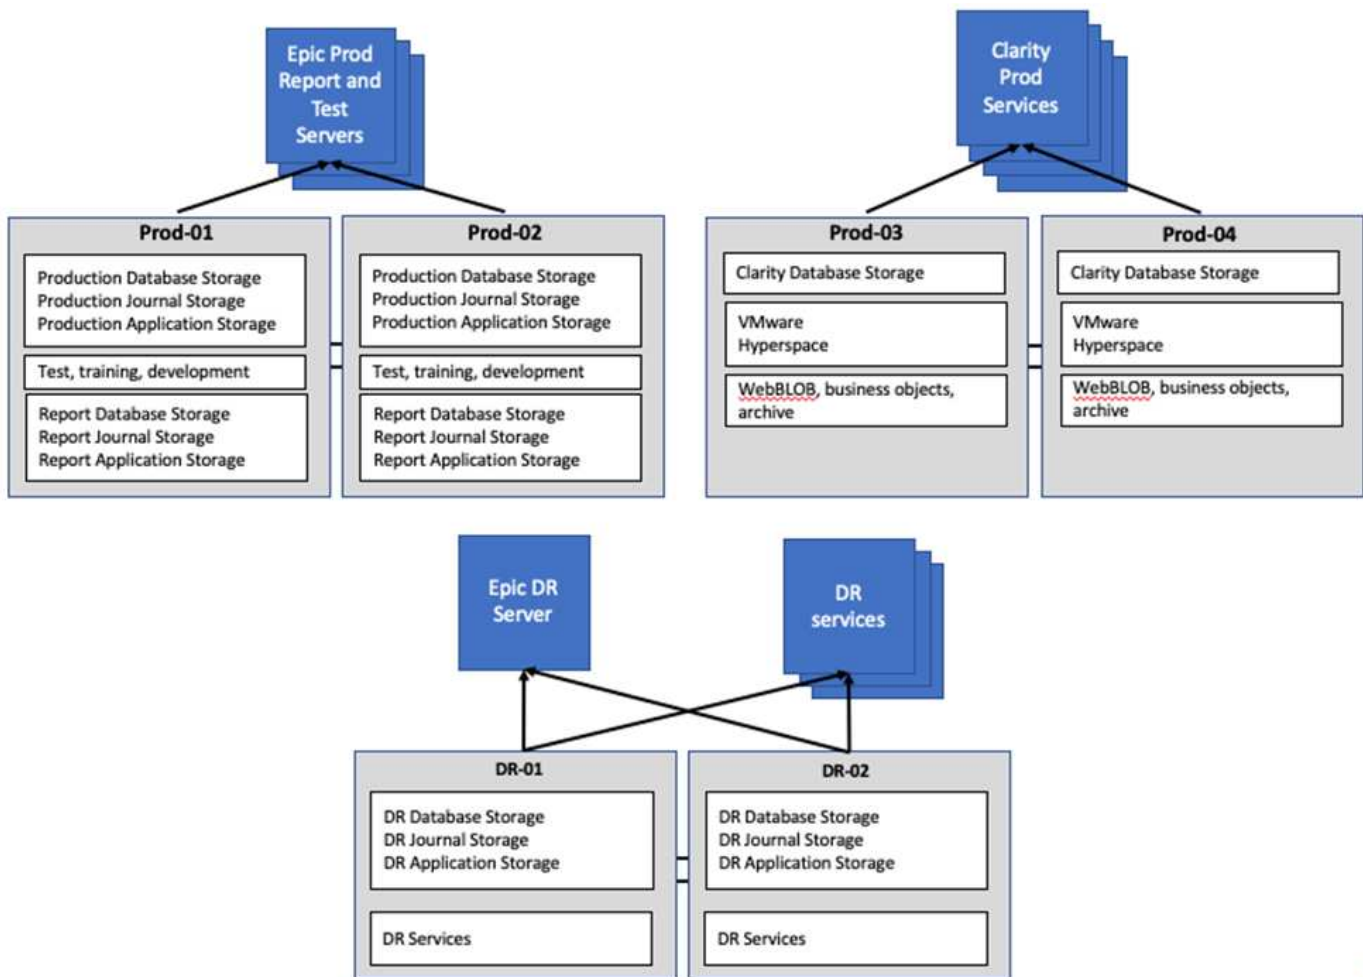 Epic Prod
Report and
Test
Servers
Clarity
Prod
Services
Prod-01
Production Database Storage
Production Journal Storage
Production Application Storage
Test, training, development
Report Database Storage
Report Journal Storage
Report Application Storage
Prod-02
Production Database Storage
Production Journal Storage
Production Application Storage
Test, training, development
Report Database Storage
Report Journal Storage
Report Application Storage
Prod-03
Clarity Database Storage
VMware
Hyperspace
WebBLOB, business objects,
archive
Prod-04
Clarity Database Storage
VMware
Hyperspace
WebBLOB, business objects,
archive
Epic DR
Server
DR
services
DR-01
DR Database Storage
DR Journal Storage
DR Application Storage
DR Services
DR-02
DR Database Storage
DR Journal Storage
DR Application Storage
DR Services